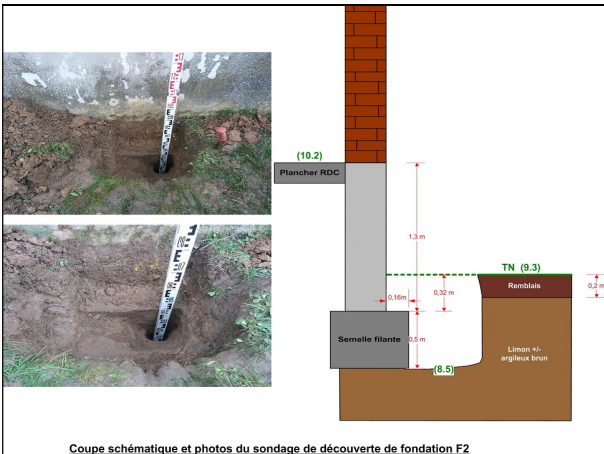 (10.2)
Plancher RDC
1,3 m
TN (9.3)
Remblais
0,2 m
0,16m
0,32 m
Semelle filante
0,5 m
Limon +/-
argileux brun
(8.5)
Coupe schématique et photos du sondage de découverte de fondation F2